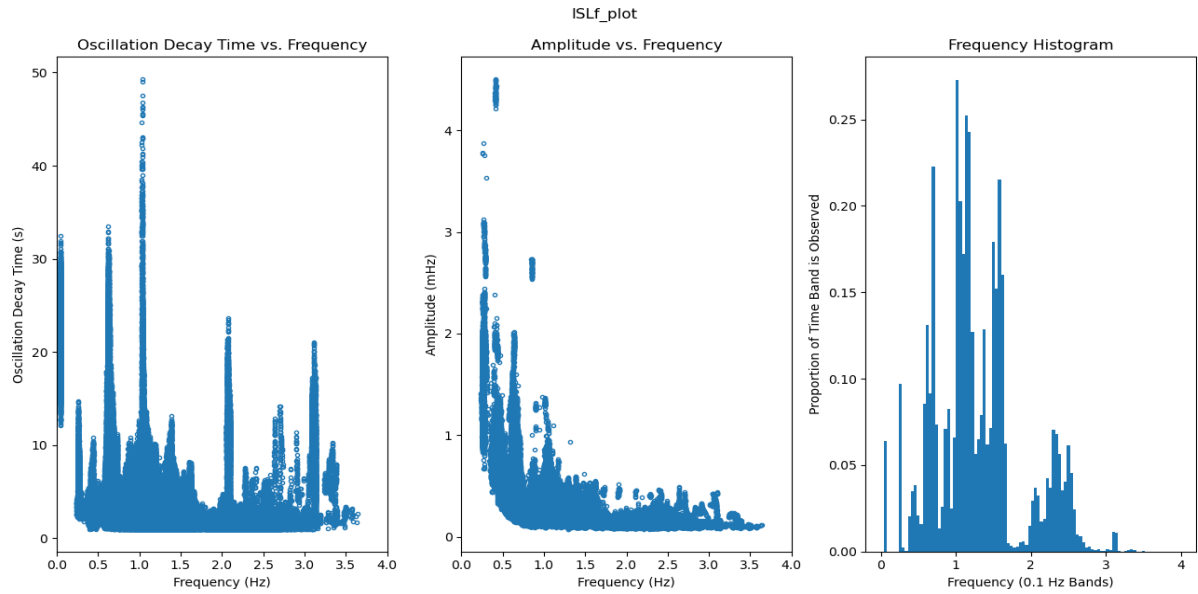 ISLf_plot
Oscillation Decay Time vs. Frequency
Oscillation Decay Time (s)
50
40
30
20
10
0
0.0 0.5 1.0 1.5 2.0 2.5 3.0 3.5 4.0
Frequency (Hz)
Amplitude vs. Frequency
Amplitude (mHz)
4
3
2
1
0
0.0 0.5 1.0 1.5 2.0 2.5 3.0 3.5 4.0
Frequency (Hz)
Frequency Histogram
Proportion of Time Band is Observed
0.25
0.20
0.15
0.10
0.05
0.00
0 1 2 3 4
Frequency (0.1 Hz Bands)